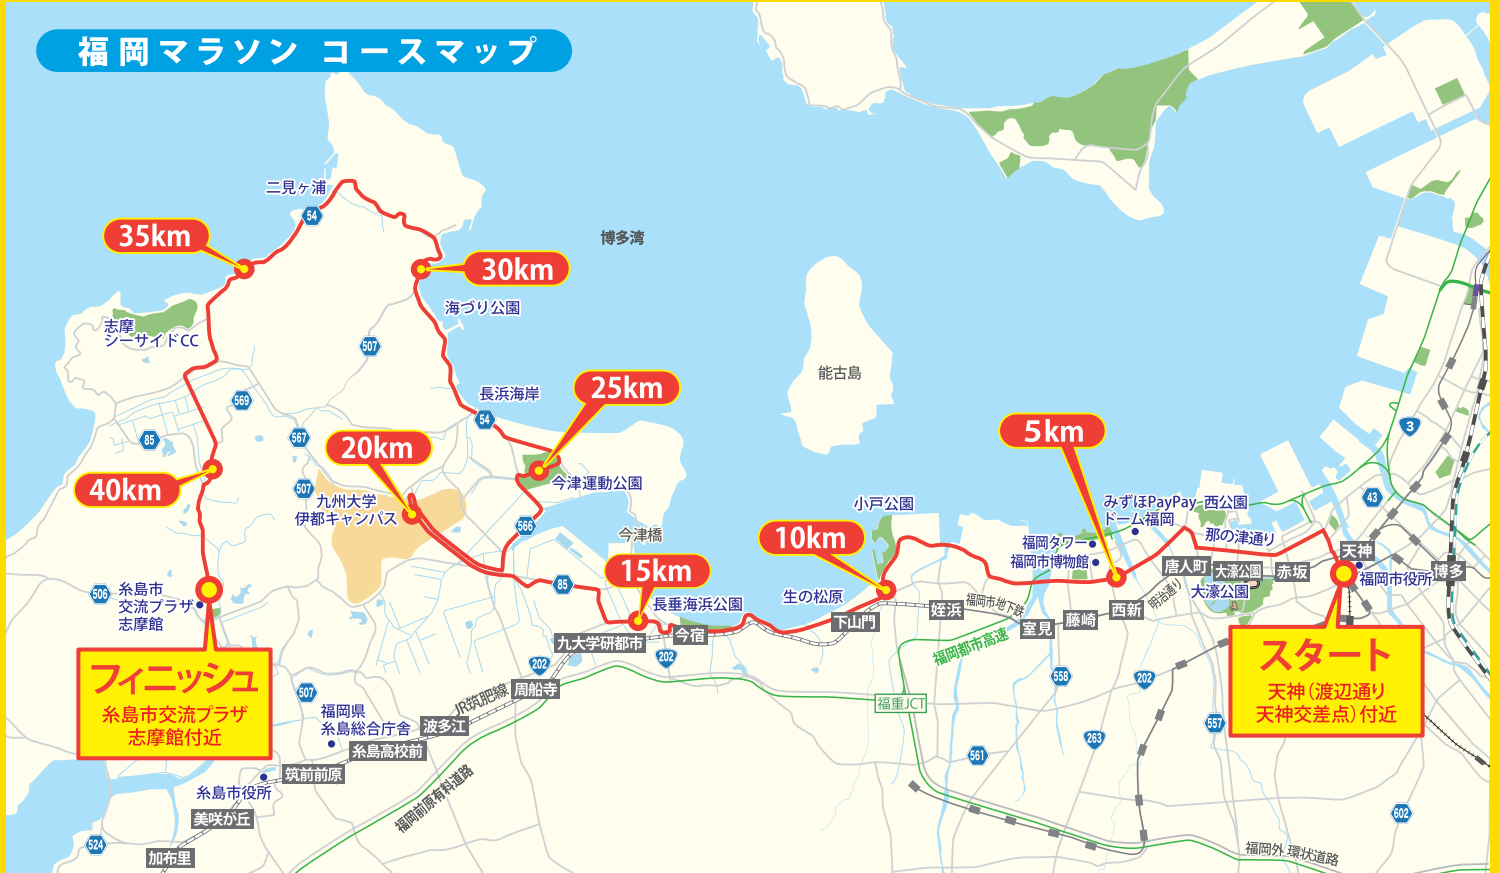 福岡マラソン コースマップ
二見ヶ浦
54
35km
30km
博多湾
海づり公園
志摩
シーサイドCC
507
能古島
長浜海岸
25km
569
54
3
85
567
20km
5km
今津運動公園
40km
507
九州大学
伊都キャンパス
43
小戸公園
みずほPayPay
ドーム福岡
西公園
566
今津橋
10km
福岡タワー
福岡市博物館
那の津通り
天神
15km
85
唐人町
大濠公園
赤坂
福岡市役所
博多
506
糸島市
交流プラザ
志摩館
長垂海浜公園
生の松原
大濠公園
明治通り
姪浜
福岡市地下鉄
西新
藤崎
室見
下山門
九大学研都市
今宿
202
202
福岡都市高速
フィニッシュ
糸島市交流プラザ
志摩館付近
スタート
天神(渡辺通り
天神交差点)付近
558
202
507
周船寺
JR筑肥線
福重JCT
福岡県
糸島総合庁舎
波多江
557
263
糸島高校前
561
筑前前原
糸島市役所
福岡前原有料道路
美咲が丘
602
524
加布里
福岡外環状道路